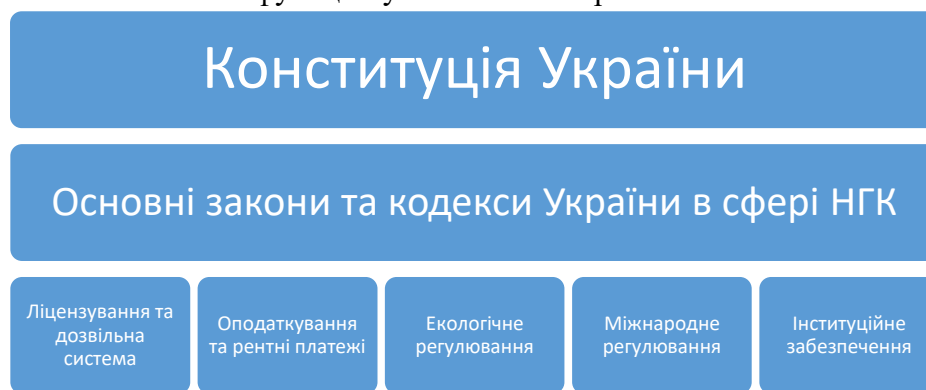 Конституція України
Основні закони та кодекси України в сфері НГК
Ліцензування та
дозвільна
система
Оподаткування
та рентні платежі
Екологічне
регулювання
Міжнародне
регулювання
Інституційне
забезпечення